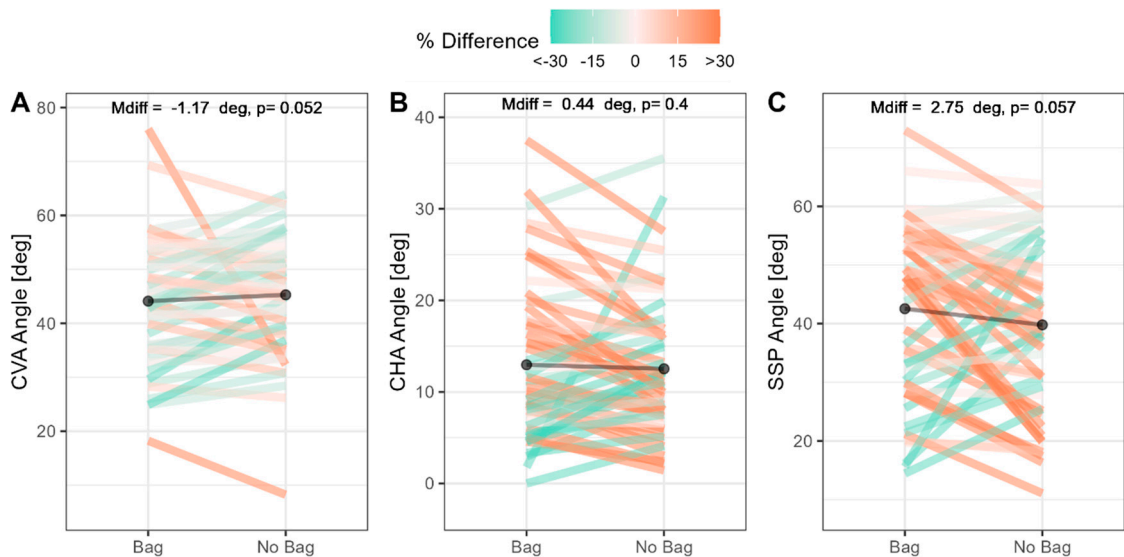 % Difference
<-30 -15 0 15 >30
A
Mdiff = -1.17 deg, p= 0.052
CVA Angle [deg]
80
60
40
20
Bag No Bag
B
Mdiff = 0.44 deg, p= 0.4
CHA Angle [deg]
40
30
20
10
0
Bag No Bag
C
Mdiff = 2.75 deg, p= 0.057
SSP Angle [deg]
60
40
20
Bag No Bag